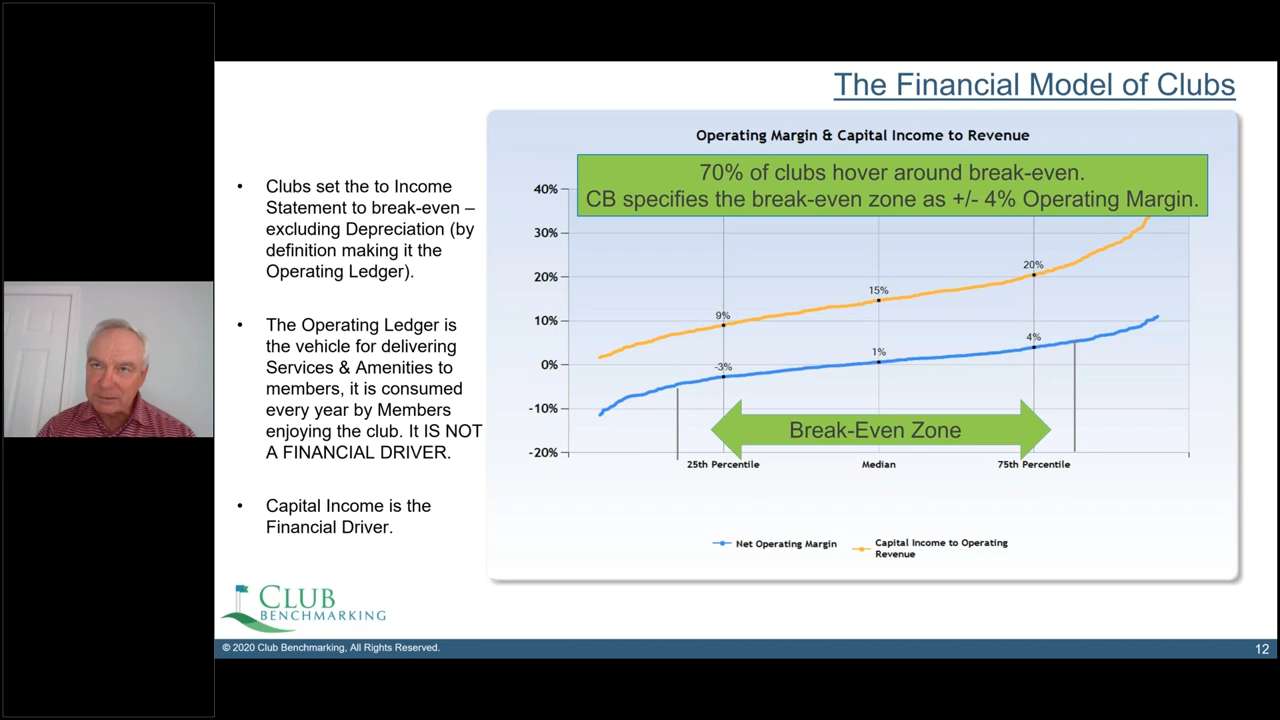 The Financial Model of Clubs
• Clubs set the to Income
Statement to break-even –
excluding Depreciation (by
definition making it the
Operating Ledger).
• The Operating Ledger is
the vehicle for delivering
Services & Amenities to
members, it is consumed
every year by Members
enjoying the club. It IS NOT
A FINANCIAL DRIVER.
• Capital Income is the
Financial Driver.
Operating Margin & Capital Income to Revenue
70% of clubs hover around break-even.
CB specifies the break-even zone as +/- 4% Operating Margin.
40%
30%
20%
10%
0%
-10%
-20%
9%
15%
20%
-3%
1%
4%
Break-Even Zone
25th Percentile
Median
75th Percentile
Net Operating Margin
Capital Income to Operating
Revenue
CLUB
BENCHMARKING
© 2020 Club Benchmarking, All Rights Reserved.
12